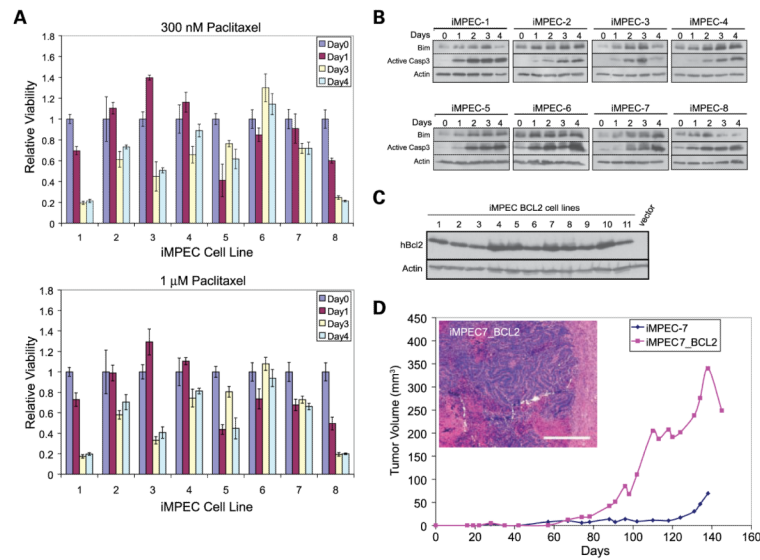 A
300 nM Paclitaxel
Relative Viability
1.8
1.6
1.4
1.2
1
0.8
0.6
0.4
0.2
0
Day0
Day1
Day3
Day4
1 2 3 4 5 6 7 8
iMPEC Cell Line
1 µM Paclitaxel
Relative Viability
1.8
1.6
1.4
1.2
1
0.8
0.6
0.4
0.2
0
Day0
Day1
Day3
Day4
1 2 3 4 5 6 7 8
iMPEC Cell Line
B
iMPEC-1 iMPEC-2 iMPEC-3 iMPEC-4
Days 0 1 2 3 4 0 1 2 3 4 0 1 2 3 4 0 1 2 3 4
Bim
Active Casp3
Actin
iMPEC-5 iMPEC-6 iMPEC-7 iMPEC-8
Days 0 1 2 3 4 0 1 2 3 4 0 1 2 3 4 0 1 2 3 4
Bim
Active Casp3
Actin
C
iMPEC BCL2 cell lines
1 2 3 4 5 6 7 8 9 10 11 vector
hBcl2
Actin
D
iMPEC7_BCL2
iMPEC-7
iMPEC7_BCL2
Tumor Volume (mm³)
450
400
350
300
250
200
150
100
50
0
0 20 40 60 80 100 120 140 160
Days